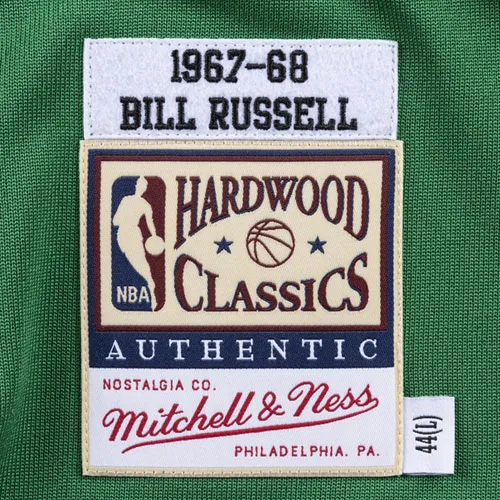 1967-68
BILL RUSSELL
HARDWOOD
NBA
CLASSICS
AUTHENTIC
NOSTALGIA CO.
Mitchell & Ness
PHILADELPHIA, PA.
44(L)